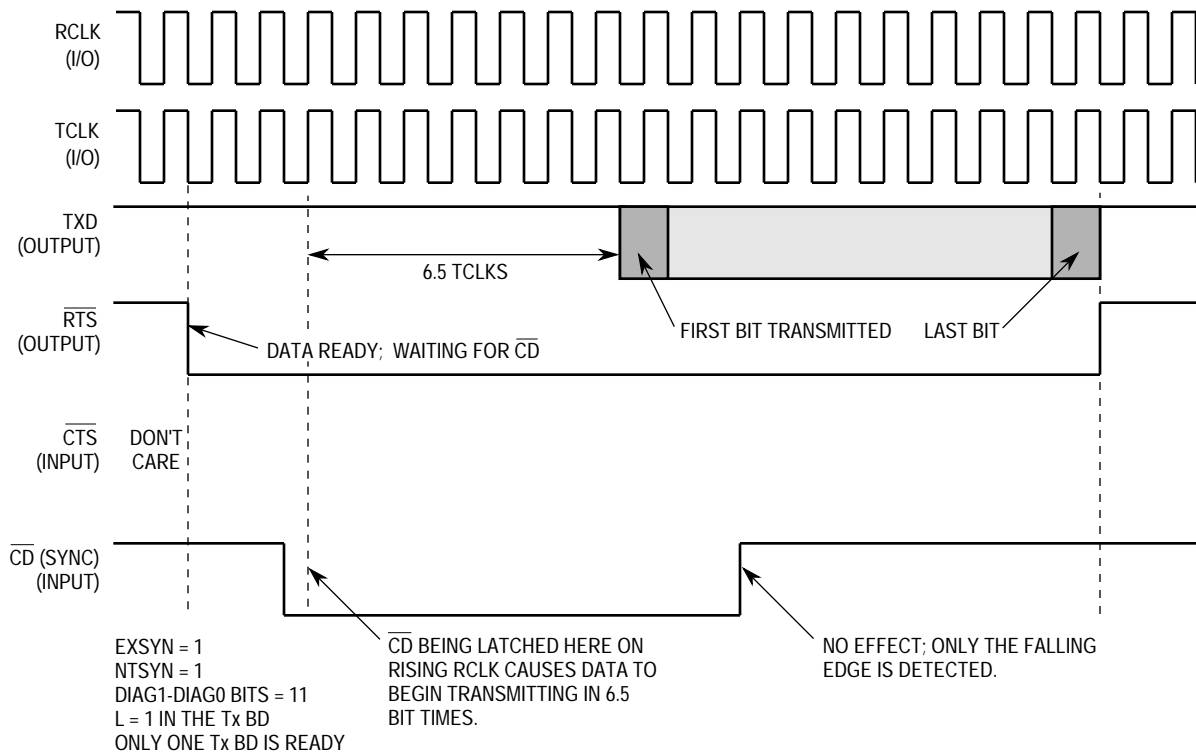 RCLK
(I/O)
TCLK
(I/O)
TXD
(OUTPUT)
6.5 TCLKS
RTS
(OUTPUT)
FIRST BIT TRANSMITTED
LAST BIT
DATA READY; WAITING FOR CD
CTS
(INPUT)
DON'T
CARE
CD (SYNC)
(INPUT)
EXSYN = 1
NTSYN = 1
DIAG1-DIAG0 BITS = 11
L = 1 IN THE Tx BD
ONLY ONE Tx BD IS READY
CD BEING LATCHED HERE ON
RISING RCLK CAUSES DATA TO
BEGIN TRANSMITTING IN 6.5
BIT TIMES.
NO EFFECT; ONLY THE FALLING
EDGE IS DETECTED.